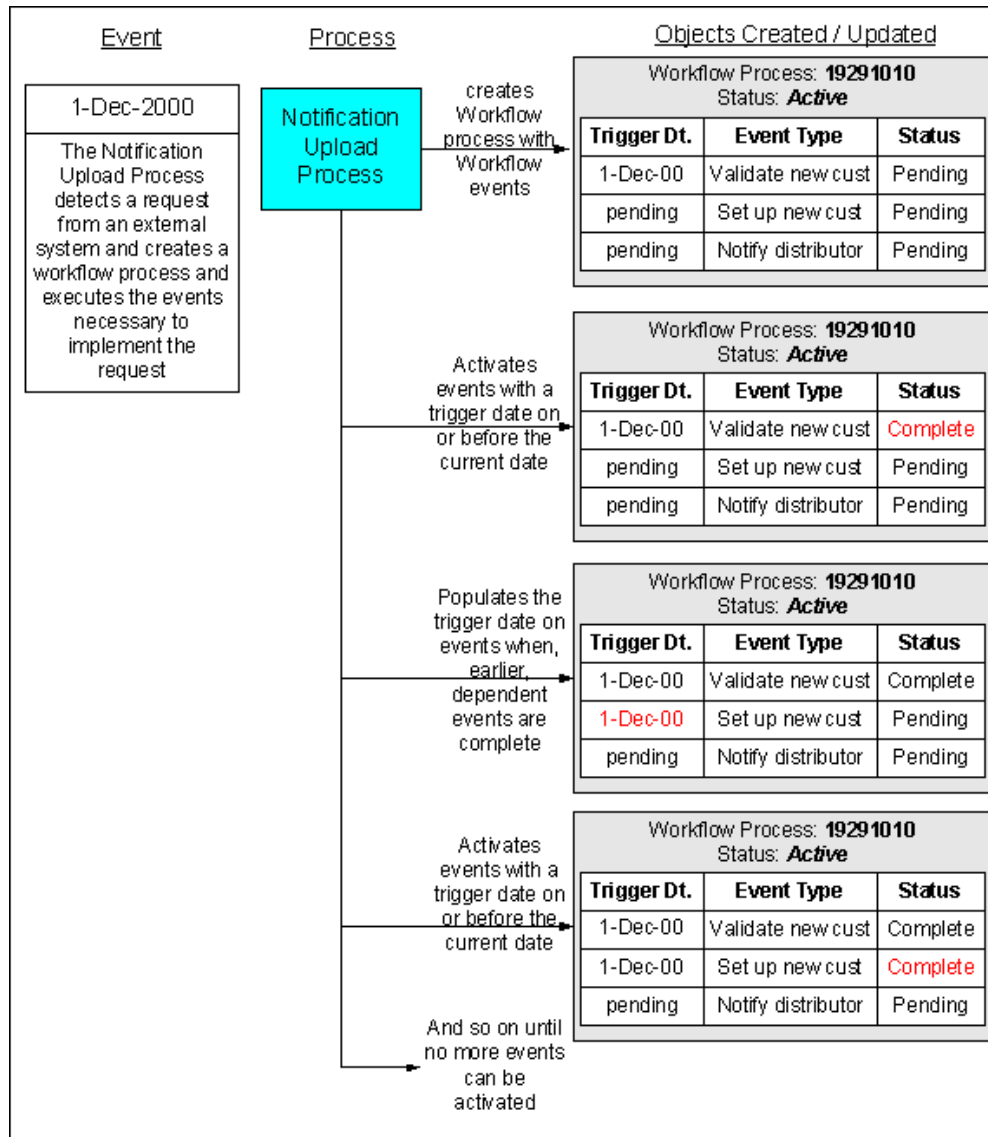 Event
Process
Objects Created / Updated
1-Dec-2000
The Notification
Upload Process
detects a request
from an external
system and creates a
workflow process and
executes the events
necessary to
implement the
request
Notification
Upload
Process
creates
Workflow
process with
Workflow
events
Workflow Process: 19291010
Status: Active
Trigger Dt. Event Type Status
1-Dec-00 Validate new cust Pending
pending Set up new cust Pending
pending Notify distributor Pending
Activates
events with a
trigger date on
or before the
current date
Workflow Process: 19291010
Status: Active
Trigger Dt. Event Type Status
1-Dec-00 Validate new cust Complete
pending Set up new cust Pending
pending Notify distributor Pending
Populates the
trigger date on
events when,
earlier,
dependent
events are
complete
Workflow Process: 19291010
Status: Active
Trigger Dt. Event Type Status
1-Dec-00 Validate new cust Complete
1-Dec-00 Set up new cust Pending
pending Notify distributor Pending
Activates
events with a
trigger date on
or before the
current date
Workflow Process: 19291010
Status: Active
Trigger Dt. Event Type Status
1-Dec-00 Validate new cust Complete
1-Dec-00 Set up new cust Complete
pending Notify distributor Pending
And so on until
no more events
can be
activated